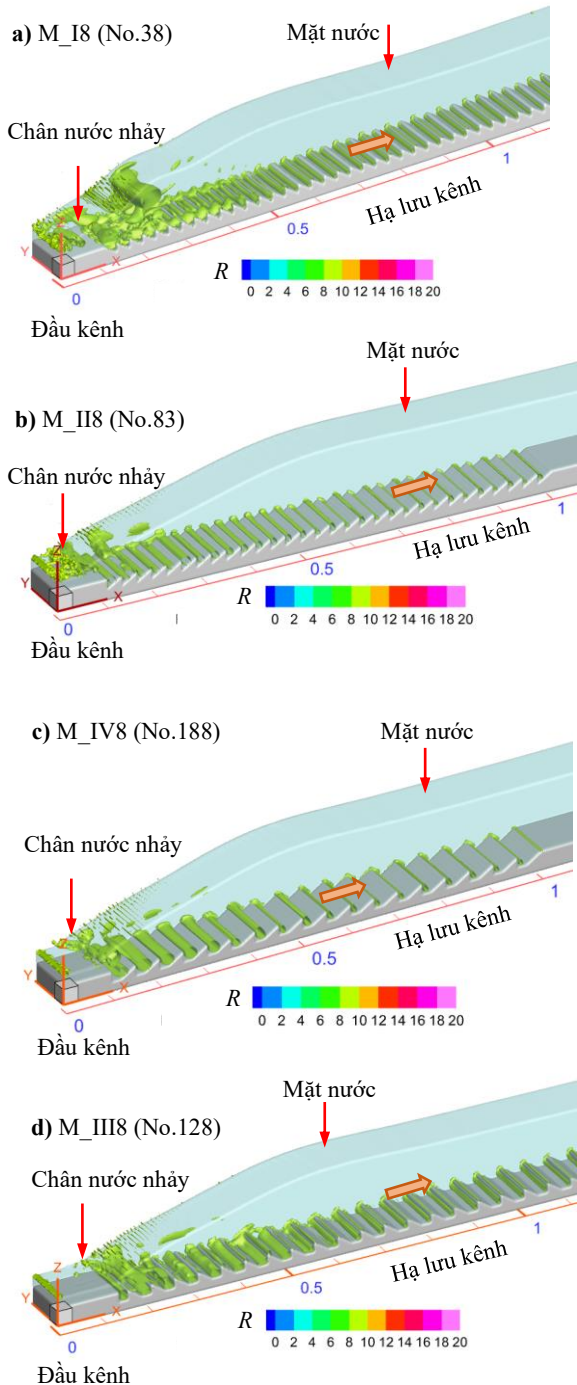 a) M_I8 (No.38)
Mặt nước
Chân nước nhảy
Z
Y
X
0
0.5
1
Hạ lưu kênh
R
0 2 4 6 8 10 12 14 16 18 20
Đầu kênh
Mặt nước
b) M_II8 (No.83)
Chân nước nhảy
Z
Y
X
0
0.5
1
Hạ lưu kênh
R
0 2 4 6 8 10 12 14 16 18 20
Đầu kênh
c) M_IV8 (No.188)
Mặt nước
Chân nước nhảy
Z
Y
X
0
0.5
1
Hạ lưu kênh
R
0 2 4 6 8 10 12 14 16 18 20
Đầu kênh
Mặt nước
d) M_III8 (No.128)
Chân nước nhảy
Z
Y
X
0
0.5
1
Hạ lưu kênh
R
0 2 4 6 8 10 12 14 16 18 20
Đầu kênh